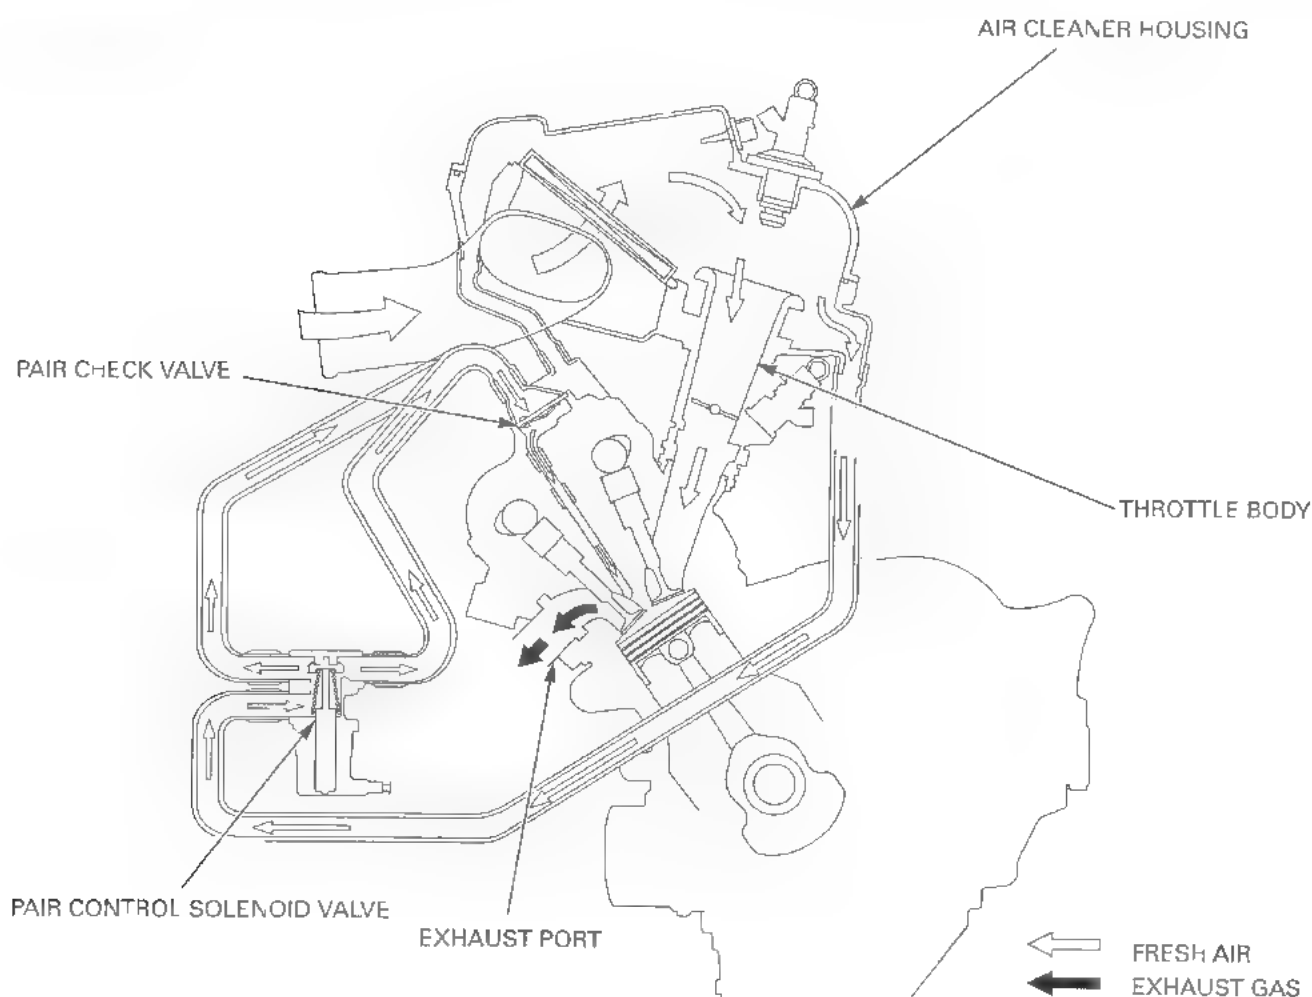 AIR CLEANER HOUSING
PAIR CHECK VALVE
THROTTLE BODY
PAIR CONTROL SOLENOID VALVE
EXHAUST PORT
FRESH AIR
EXHAUST GAS